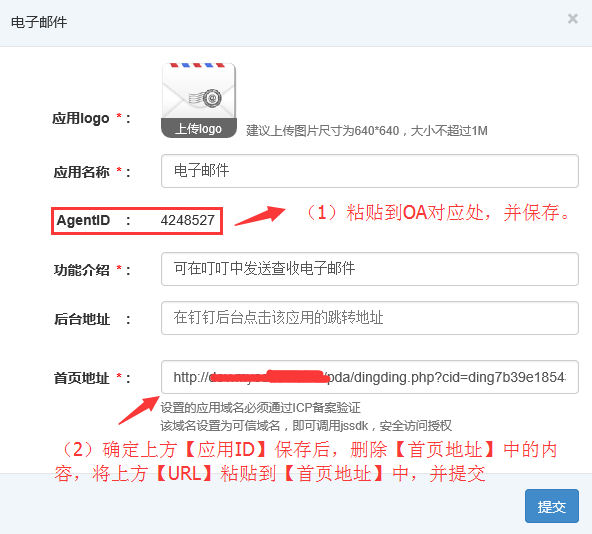 电子邮件
×
应用logo * :
上传logo
建议上传图片尺寸为640*640，大小不超过1M
应用名称 * :
电子邮件
AgentID :
4248527
（1）粘贴到OA对应处，并保存。
功能介绍 * :
可在叮叮中发送查收电子邮件
后台地址 :
在钉钉后台点击该应用的跳转地址
首页地址 * :
http:// /pda/dingding.php?cid=ding7b39e1854
设置的应用域名必须通过ICP备案验证
该域名设置为可信域名，即可调用jssdk，安全访问授权
（2）确定上方【应用ID】保存后，删除【首页地址】中的内
容，将上方【URL】粘贴到【首页地址】中，并提交
提交